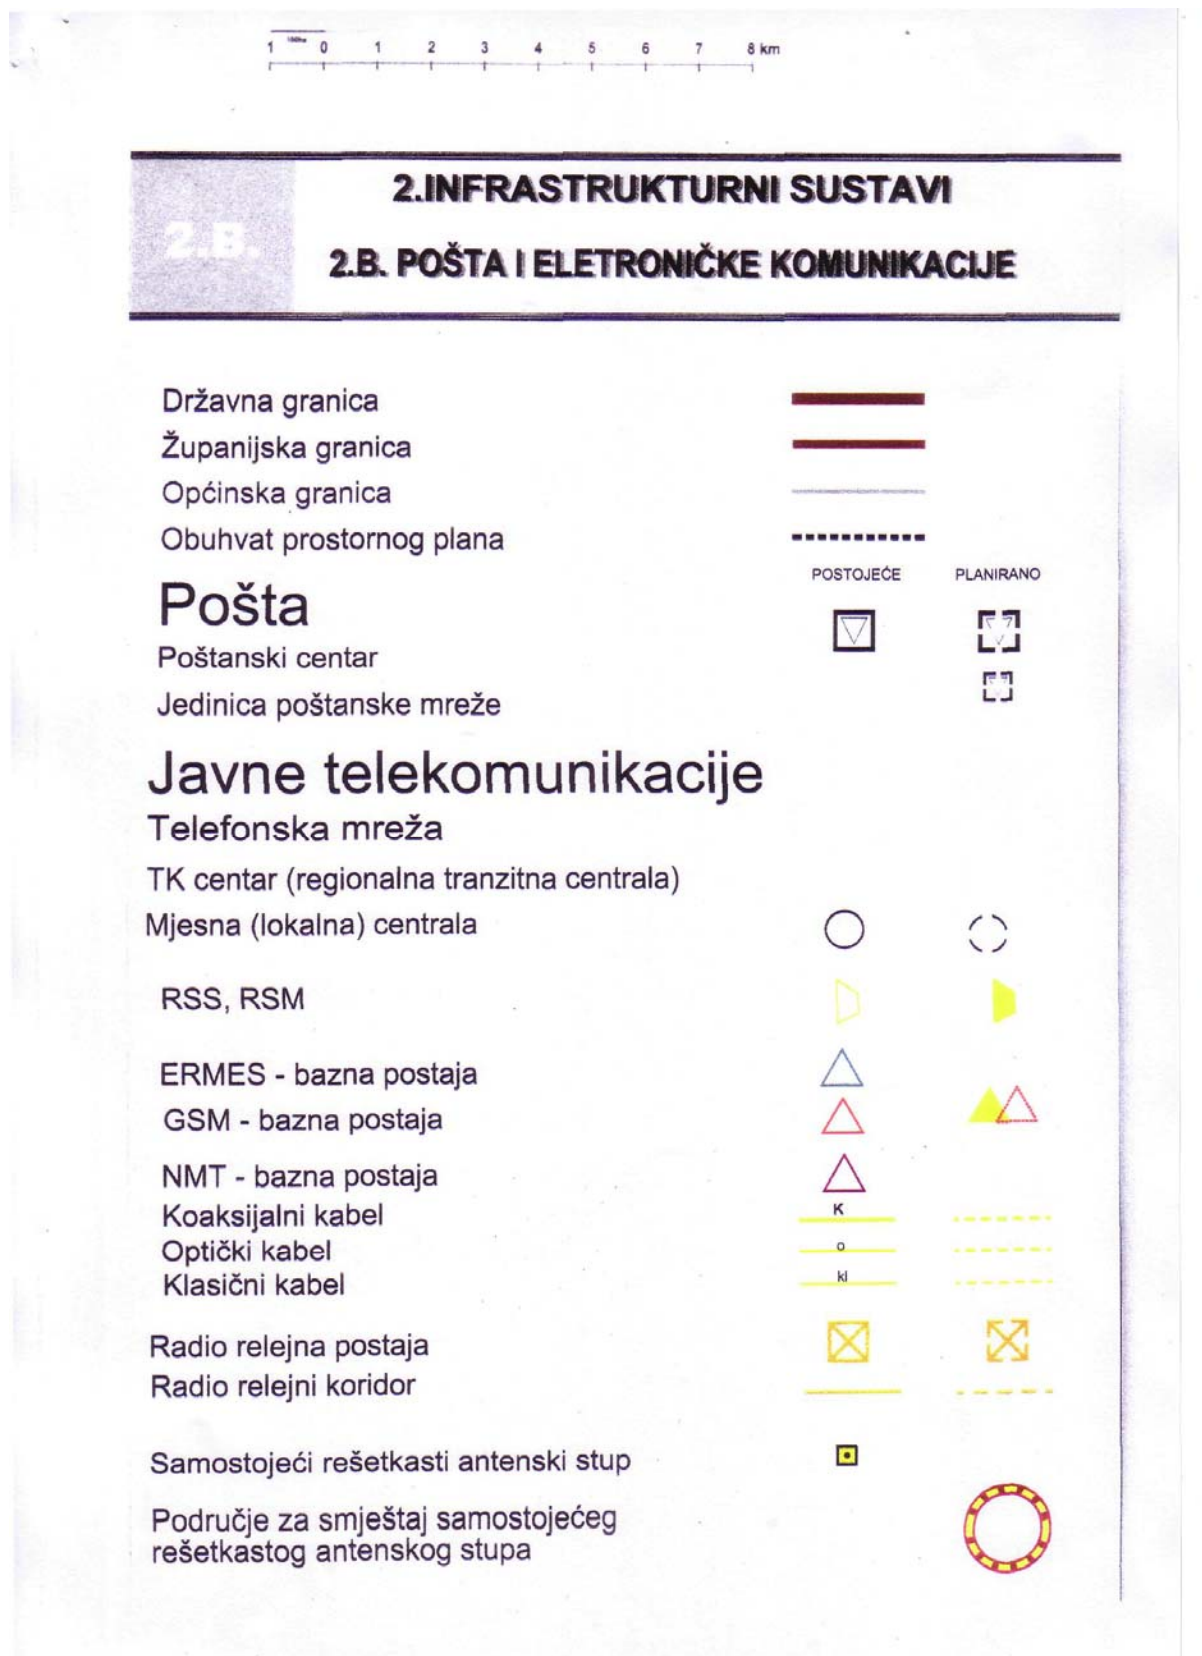 1 0 1 2 3 4 5 6 7 8 km
2.INFRASTRUKTURNI SUSTAVI
2.B.
2.B. POŠTA I ELETRONIČKE KOMUNIKACIJE
Državna granica
Županijska granica
Općinska granica
Obuhvat prostornog plana
POSTOJEĆE PLANIRANO
Pošta
Poštanski centar
Jedinica poštanske mreže
Javne telekomunikacije
Telefonska mreža
TK centar (regionalna tranzitna centrala)
Mjesna (lokalna) centrala
RSS, RSM
ERMES - bazna postaja
GSM - bazna postaja
NMT - bazna postaja
Koaksijalni kabel K
Optički kabel o
Klasični kabel kl
Radio relejna postaja
Radio relejni koridor
Samostojeći rešetkasti antenski stup
Područje za smještaj samostojećeg
rešetkastog antenskog stupa